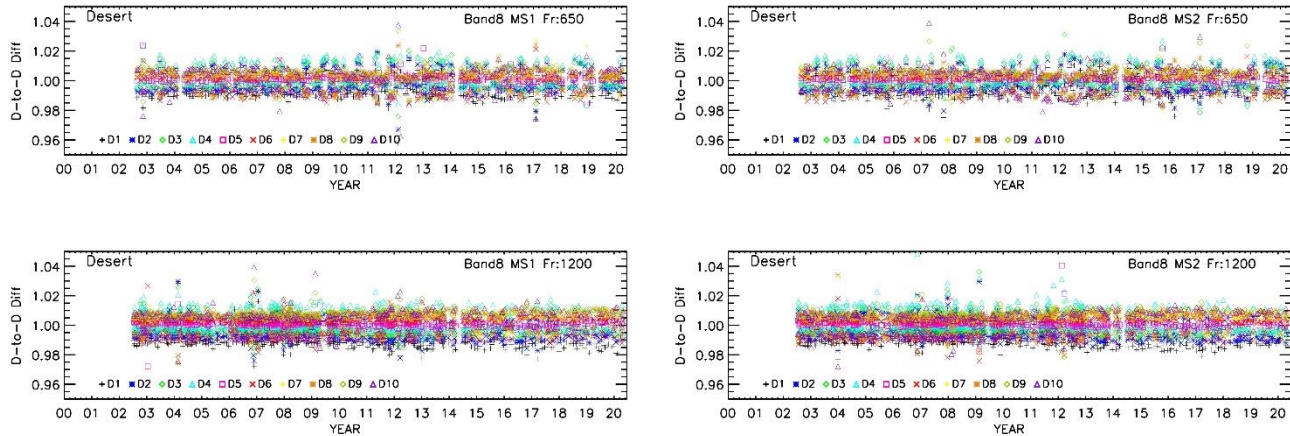 Desert Band8 MS1 Fr:650
D-to-D Diff
1.04
1.02
1.00
0.98
0.96
+D1 ✱D2 ◇D3 △D4 □D5 ×D6 +D7 ✱D8 ◇D9 △D10
00 01 02 03 04 05 06 07 08 09 10 11 12 13 14 15 16 17 18 19 20
YEAR
Desert Band8 MS2 Fr:650
D-to-D Diff
1.04
1.02
1.00
0.98
0.96
+D1 ✱D2 ◇D3 △D4 □D5 ×D6 +D7 ✱D8 ◇D9 △D10
00 01 02 03 04 05 06 07 08 09 10 11 12 13 14 15 16 17 18 19 20
YEAR
Desert Band8 MS1 Fr:1200
D-to-D Diff
1.04
1.02
1.00
0.98
0.96
+D1 ✱D2 ◇D3 △D4 □D5 ×D6 +D7 ✱D8 ◇D9 △D10
00 01 02 03 04 05 06 07 08 09 10 11 12 13 14 15 16 17 18 19 20
YEAR
Desert Band8 MS2 Fr:1200
D-to-D Diff
1.04
1.02
1.00
0.98
0.96
+D1 ✱D2 ◇D3 △D4 □D5 ×D6 +D7 ✱D8 ◇D9 △D10
00 01 02 03 04 05 06 07 08 09 10 11 12 13 14 15 16 17 18 19 20
YEAR